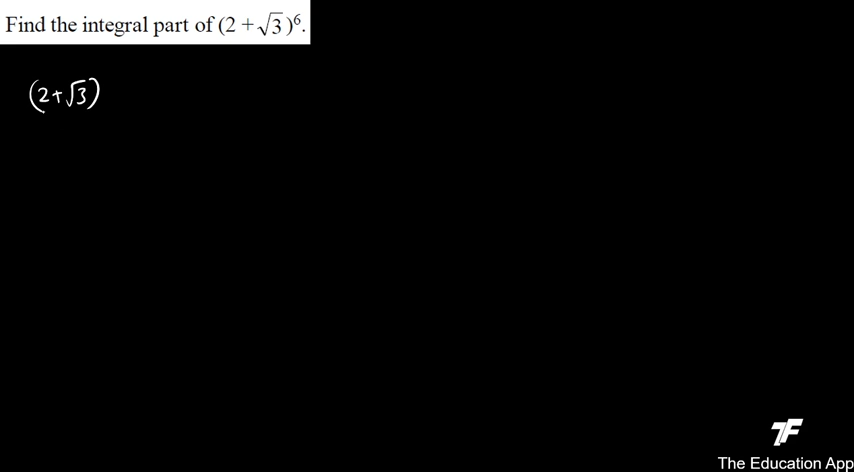 Find the integral part of (2 + √3)⁶.
(2+√3)
The Education App